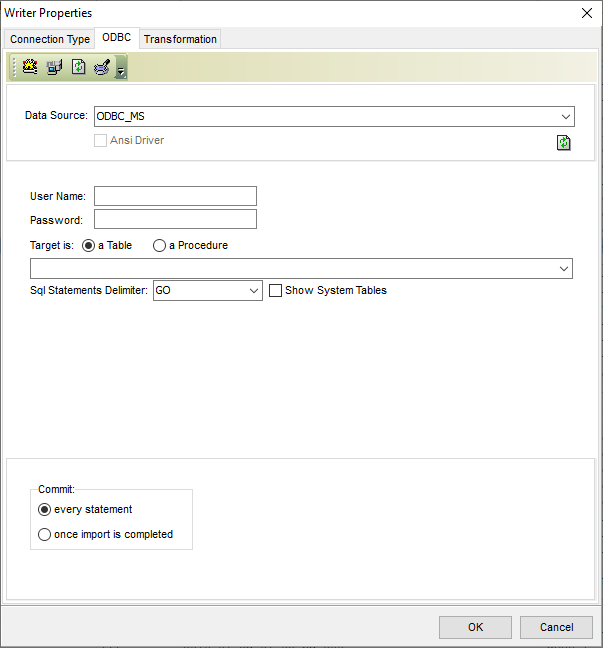 Writer Properties
Connection Type ODBC Transformation
Data Source: ODBC_MS
Ansi Driver
User Name:
Password:
Target is: a Table a Procedure
Sql Statements Delimiter: GO Show System Tables
Commit:
every statement
once import is completed
OK Cancel